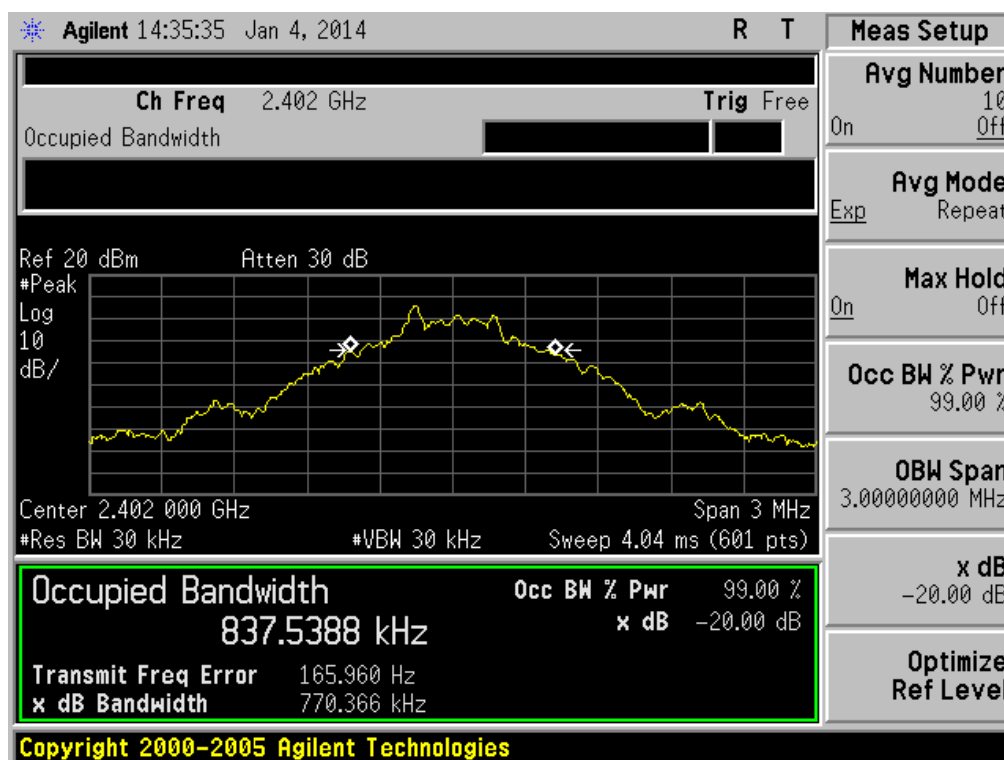 Agilent 14:35:35 Jan 4, 2014 R T
Ch Freq 2.402 GHz Trig Free
Occupied Bandwidth
Ref 20 dBm Atten 30 dB
#Peak
Log
10
dB/
Center 2.402 000 GHz Span 3 MHz
#Res BW 30 kHz #VBW 30 kHz Sweep 4.04 ms (601 pts)
Occupied Bandwidth Occ BW % Pwr 99.00 %
837.5388 kHz x dB -20.00 dB
Transmit Freq Error 165.960 Hz
x dB Bandwidth 770.366 kHz
Copyright 2000-2005 Agilent Technologies
Meas Setup
Avg Number
10
On Off
Avg Mode
Exp Repeat
Max Hold
On Off
Occ BW % Pwr
99.00 %
OBW Span
3.00000000 MHz
x dB
-20.00 dB
Optimize
Ref Level